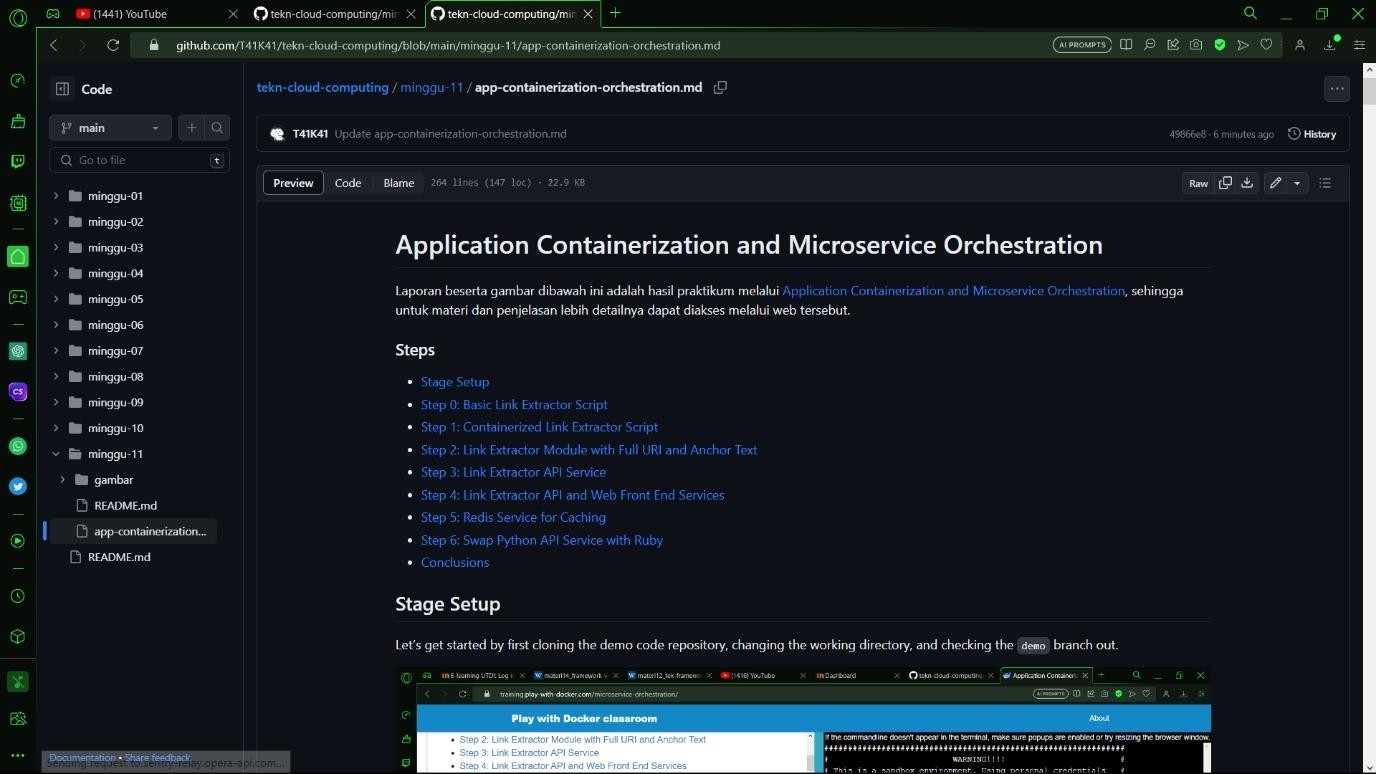 (1441) YouTube
tekn-cloud-computing/min
tekn-cloud-computing/min
github.com/T41K41/tekn-cloud-computing/blob/main/minggu-11/app-containerization-orchestration.md
AI PROMPTS
Code
tekn-cloud-computing / minggu-11 / app-containerization-orchestration.md
main
T41K41 Update app-containerization-orchestration.md
49866e8 · 6 minutes ago
History
Go to file
t
Preview
Code
Blame
264 lines (147 loc) · 22.9 KB
Raw
minggu-01
minggu-02
minggu-03
minggu-04
minggu-05
minggu-06
minggu-07
minggu-08
minggu-09
minggu-10
minggu-11
gambar
README.md
app-containerization...
README.md
Application Containerization and Microservice Orchestration
Laporan beserta gambar dibawah ini adalah hasil praktikum melalui Application Containerization and Microservice Orchestration, sehingga
untuk materi dan penjelasan lebih detailnya dapat diakses melalui web tersebut.
Steps
• Stage Setup
• Step 0: Basic Link Extractor Script
• Step 1: Containerized Link Extractor Script
• Step 2: Link Extractor Module with Full URI and Anchor Text
• Step 3: Link Extractor API Service
• Step 4: Link Extractor API and Web Front End Services
• Step 5: Redis Service for Caching
• Step 6: Swap Python API Service with Ruby
• Conclusions
Stage Setup
Let's get started by first cloning the demo code repository, changing the working directory, and checking the demo branch out.
E-learning UTDI: Log i
materi14_framework-
materi12_tek-framew
(1416) YouTube
Dashboard
tekn-cloud-computing
Application Container
training.play-with-docker.com/microservice-orchestration/
AI PROMPTS
Play with Docker classroom
About
• Step 2: Link Extractor Module with Full URI and Anchor Text
• Step 3: Link Extractor API Service
• Step 4: Link Extractor API and Web Front End Services
If the commandline doesn't appear in the terminal, make sure popups are enabled or try resizing the browser window.
# WARNING!!!! #
# This is a sandbox environment. Using personal credentials #
Documentation • Share feedback
Sending request to sentry-relay.opera-api.com...
CS